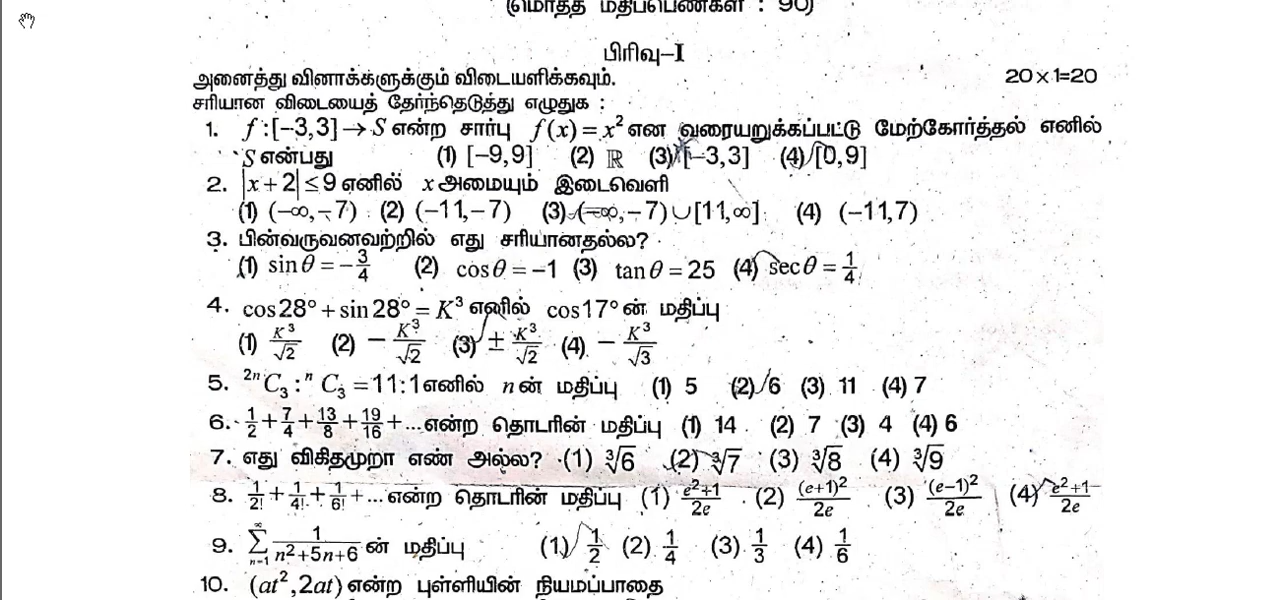 (மொத்த மதிப்பெண்கள் : 90)
பிரிவு–I
அனைத்து வினாக்களுக்கும் விடையளிக்கவும். 20×1=20
சரியான விடையைத் தேர்ந்தெடுத்து எழுதுக :
1. f:[−3,3]→S என்ற சார்பு f(x)=x² என வரையறுக்கப்பட்டு மேற்கோர்த்தல் எனில்
S என்பது (1) [−9,9] (2) ℝ (3) [−3,3] (4) [0,9]
2. |x+2|≤9 எனில் x அமையும் இடைவெளி
(1) (−∞,−7) (2) (−11,−7) (3) (−∞,−7)∪[11,∞] (4) (−11,7)
3. பின்வருவனவற்றில் எது சரியானதல்ல?
(1) sinθ=−3/4 (2) cosθ=−1 (3) tanθ=25 (4) secθ=1/4
4. cos28°+sin28°=K³ எனில் cos17°ன் மதிப்பு
(1) K³/√2 (2) −K³/√2 (3) ±K³/√2 (4) −K³/√3
5. ²ⁿC₃:ⁿC₃=11:1 எனில் n ன் மதிப்பு (1) 5 (2) 6 (3) 11 (4) 7
6. 1/2+7/4+13/8+19/16+...என்ற தொடரின் மதிப்பு (1) 14 (2) 7 (3) 4 (4) 6
7. எது விகிதமுறா எண் அல்ல? (1) ∛6 (2) ∛7 (3) ∛8 (4) ∛9
8. 1/2!+1/4!+1/6!+...என்ற தொடரின் மதிப்பு (1) e²+1/2e (2) (e+1)²/2e (3) (e−1)²/2e (4) e²+1/2e
9. ∞∑n=1 1/n²+5n+6 ன் மதிப்பு (1) 1/2 (2) 1/4 (3) 1/3 (4) 1/6
10. (at²,2at) என்ற புள்ளியின் நியமப்பாதை